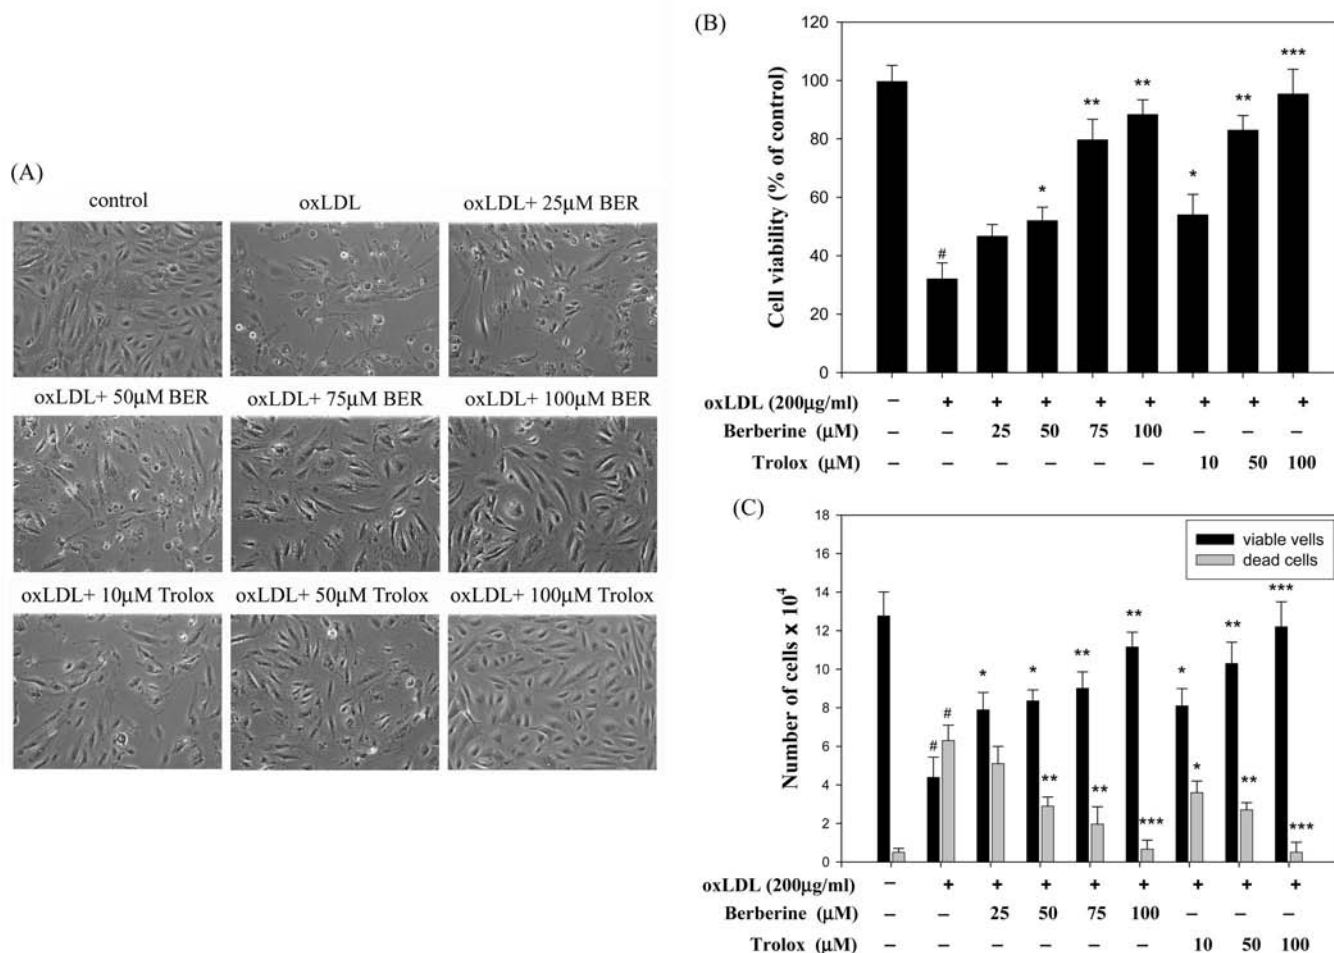 (A)
control oxLDL oxLDL+ 25μM BER
oxLDL+ 50μM BER oxLDL+ 75μM BER oxLDL+ 100μM BER
oxLDL+ 10μM Trolox oxLDL+ 50μM Trolox oxLDL+ 100μM Trolox
(B)
Cell viability (% of control)
120
100
80
60
40
20
0
# * ** ** * ** ***
oxLDL (200μg/ml) − + + + + + + + +
Berberine (μM) − − 25 50 75 100 − − −
Trolox (μM) − − − − − − 10 50 100
(C)
Number of cells x 10⁴
18
16
14
12
10
8
6
4
2
0
viable vells
dead cells
# # * * ** ** ** *** * * ** ** *** ***
oxLDL (200μg/ml) − + + + + + + + +
Berberine (μM) − − 25 50 75 100 − − −
Trolox (μM) − − − − − − 10 50 100